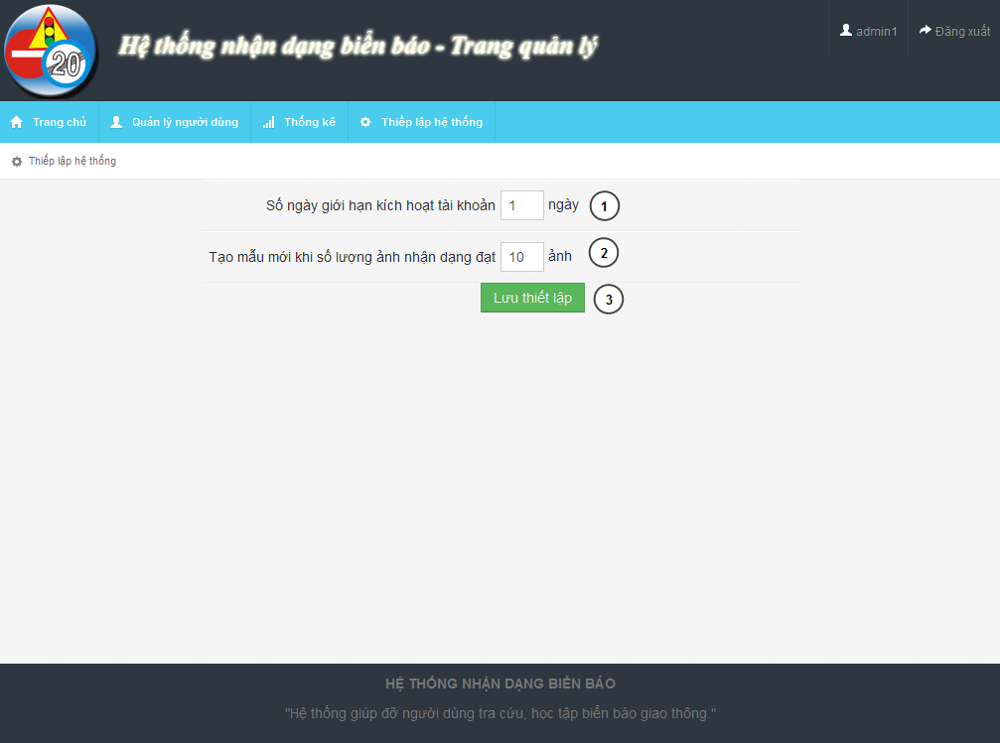 20
Hệ thống nhận dạng biển báo - Trang quản lý
admin1
Đăng xuất
Trang chủ
Quản lý người dùng
Thống kê
Thiếp lập hệ thống
Thiếp lập hệ thống
Số ngày giới hạn kích hoạt tài khoản 1 ngày 1
Tạo mẫu mới khi số lượng ảnh nhận dạng đạt 10 ảnh 2
Lưu thiết lập 3
HỆ THỐNG NHẬN DẠNG BIỂN BÁO
"Hệ thống giúp đỡ người dùng tra cứu, học tập biển báo giao thông."